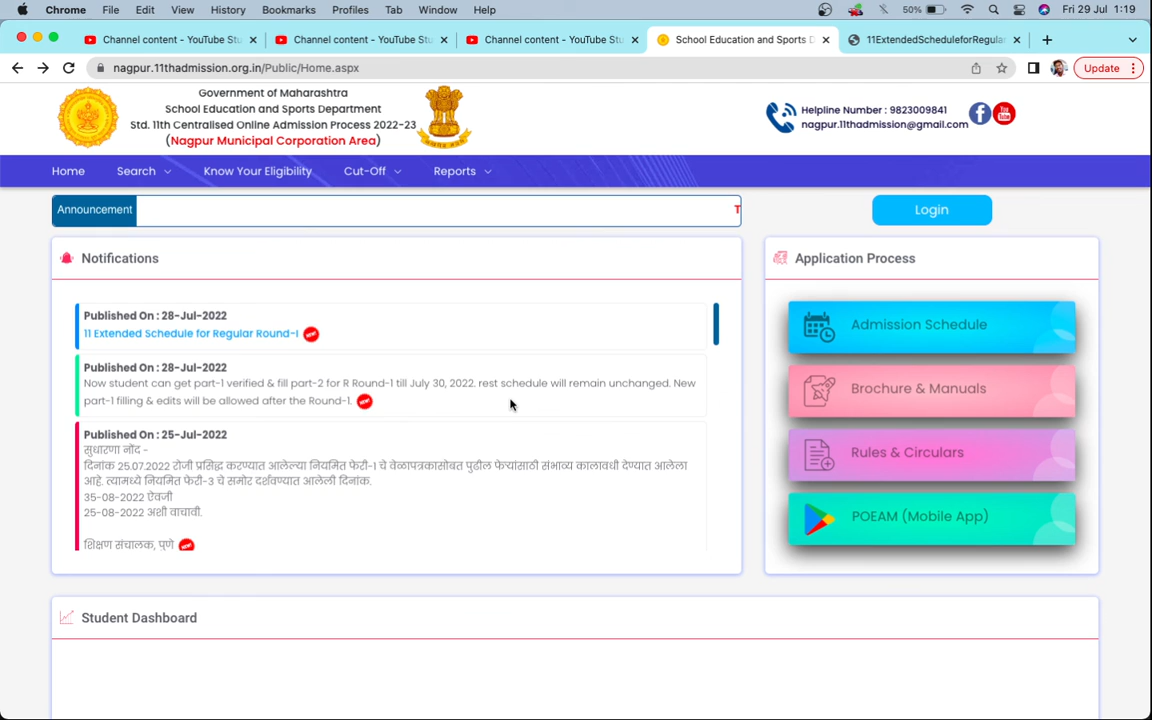 Chrome File Edit View History Bookmarks Profiles Tab Window Help 50% Fri 29 Jul 1:19
Channel content - YouTube Stu Channel content - YouTube Stu Channel content - YouTube Stu School Education and Sports D 11ExtendedScheduleforRegular
nagpur.11thadmission.org.in/Public/Home.aspx Update
Government of Maharashtra
School Education and Sports Department
Std. 11th Centralised Online Admission Process 2022-23
(Nagpur Municipal Corporation Area)
Helpline Number : 9823009841
nagpur.11thadmission@gmail.com
You Tube
Home Search Know Your Eligibility Cut-Off Reports
Announcement T Login
Notifications
Published On : 28-Jul-2022
11 Extended Schedule for Regular Round-I NEW!
Published On : 28-Jul-2022
Now student can get part-1 verified & fill part-2 for R Round-1 till July 30, 2022. rest schedule will remain unchanged. New
part-1 filling & edits will be allowed after the Round-1. NEW!
Published On : 25-Jul-2022
सुधारणा नोंद -
दिनांक 25.07.2022 रोजी प्रसिद्ध करण्यात आलेल्या नियमित फेरी-1 चे वेळापत्रकासोबत पुढील फेऱ्यांसाठी संभाव्य कालावधी देण्यात आलेला
आहे. त्यामध्ये नियमित फेरी-3 चे समोर दर्शवण्यात आलेली दिनांक.
35-08-2022 ऐवजी
25-08-2022 अशी वाचावी.
शिक्षण संचालक, पुणे NEW!
Application Process
Admission Schedule
Brochure & Manuals
Rules & Circulars
POEAM (Mobile App)
Student Dashboard